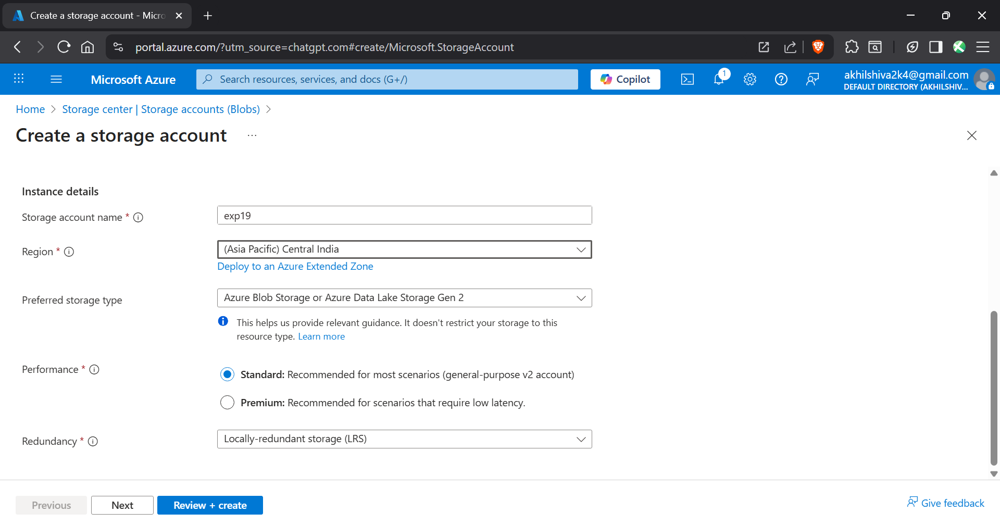 Create a storage account - Micro
portal.azure.com/?utm_source=chatgpt.com#create/Microsoft.StorageAccount
Microsoft Azure
Search resources, services, and docs (G+/)
Copilot
1
akhilshiva2k4@gmail.com
DEFAULT DIRECTORY (AKHILSHIV...
Home > Storage center | Storage accounts (Blobs) >
Create a storage account ...
Instance details
Storage account name *
exp19
Region *
(Asia Pacific) Central India
Deploy to an Azure Extended Zone
Preferred storage type
Azure Blob Storage or Azure Data Lake Storage Gen 2
This helps us provide relevant guidance. It doesn't restrict your storage to this
resource type. Learn more
Performance *
Standard: Recommended for most scenarios (general-purpose v2 account)
Premium: Recommended for scenarios that require low latency.
Redundancy *
Locally-redundant storage (LRS)
Previous
Next
Review + create
Give feedback